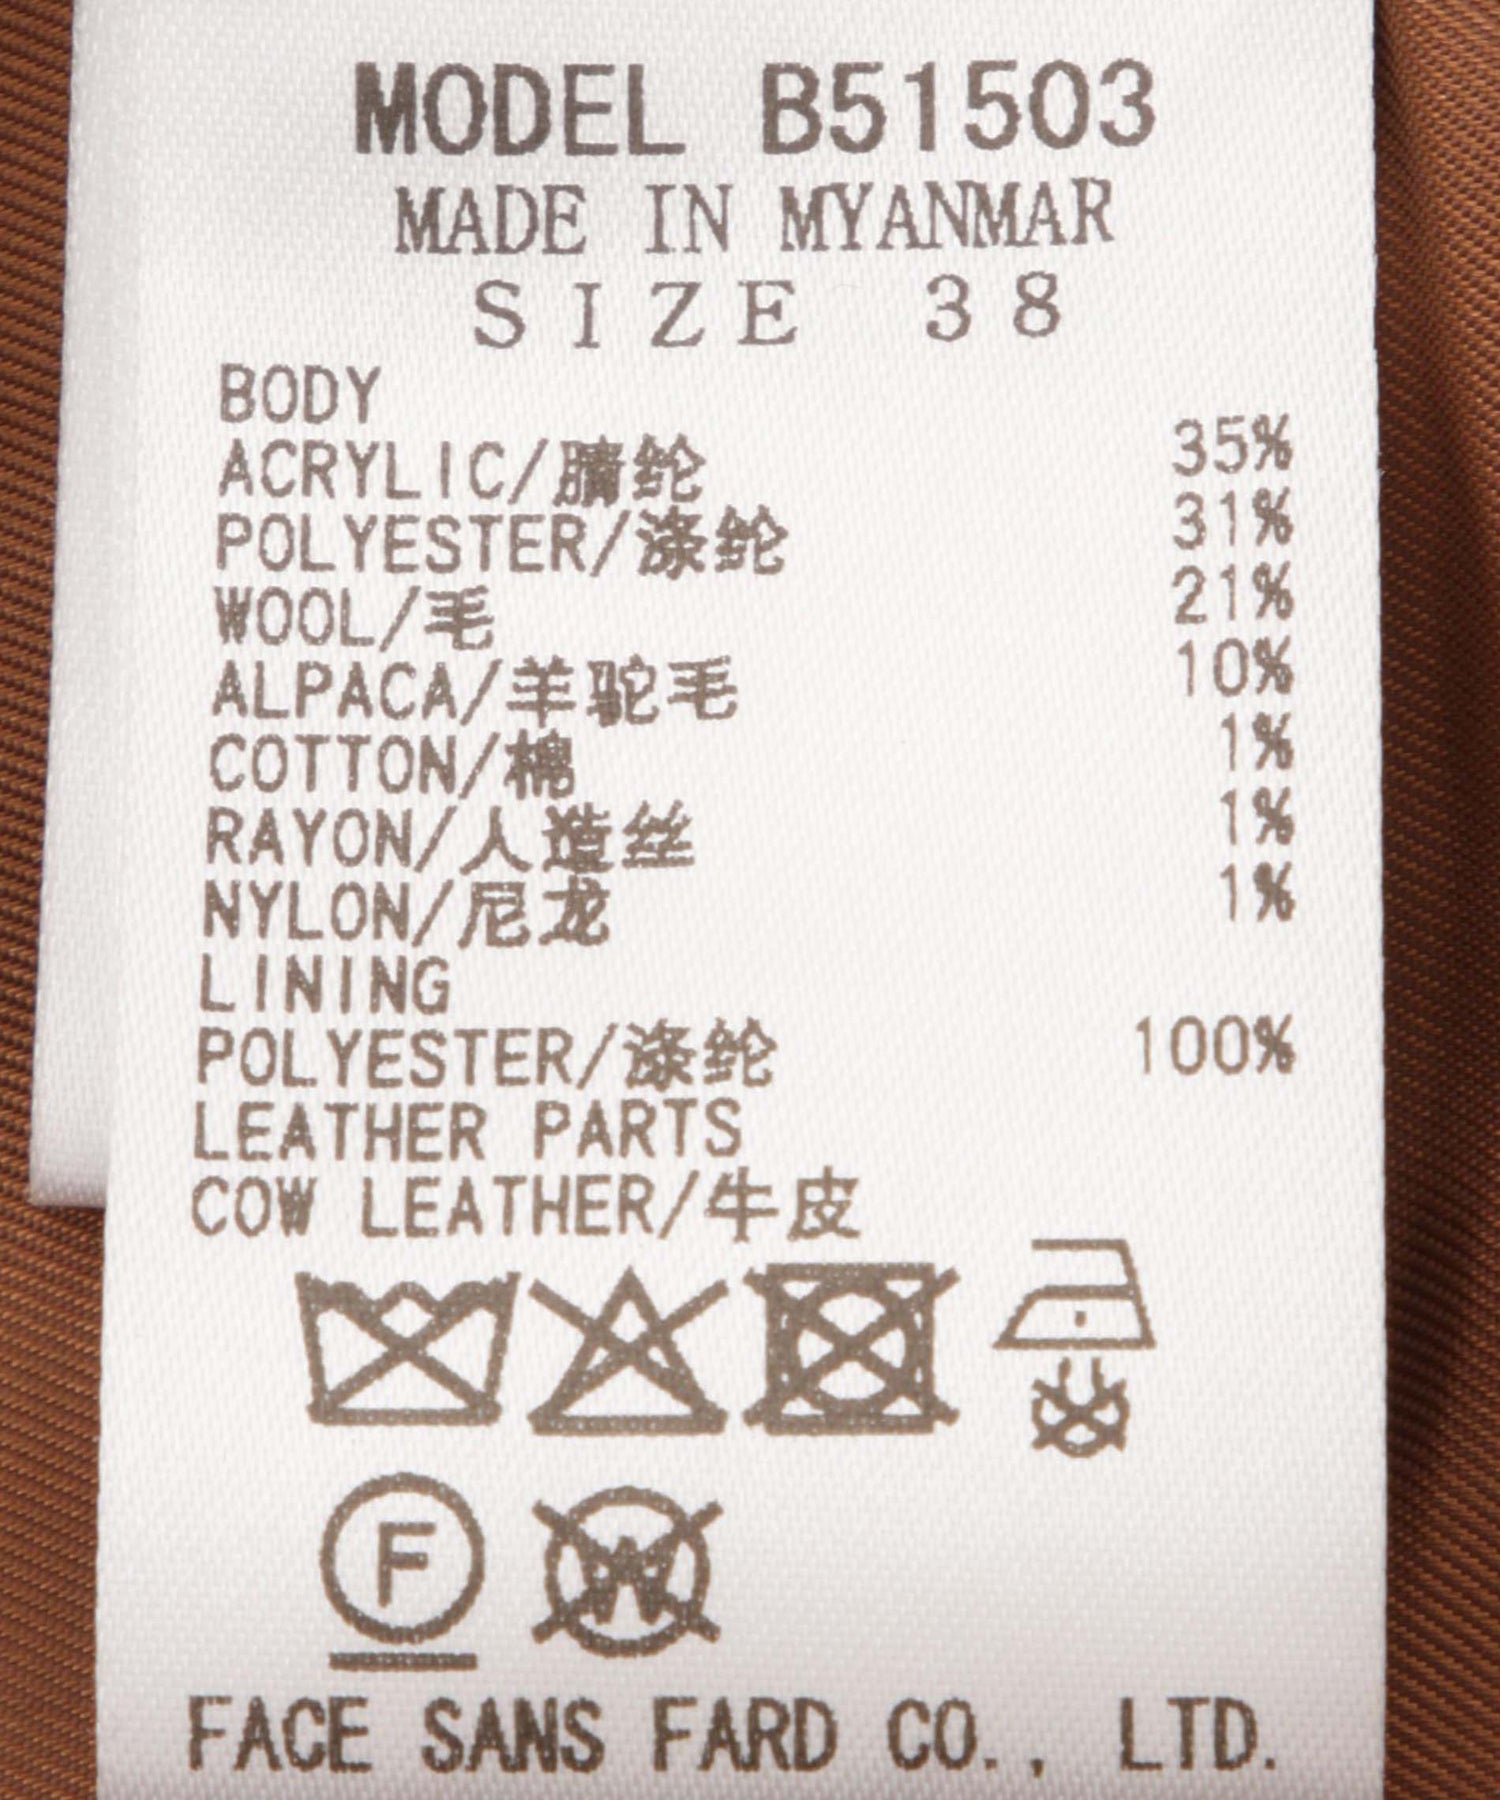 MODEL B51503
MADE IN MYANMAR
SIZE 38
BODY
ACRYLIC/腈纶 35%
POLYESTER/涤纶 31%
WOOL/毛 21%
ALPACA/羊驼毛 10%
COTTON/棉 1%
RAYON/人造丝 1%
NYLON/尼龙 1%
LINING
POLYESTER/涤纶 100%
LEATHER PARTS
COW LEATHER/牛皮
F W
FACE SANS FARD CO., LTD.